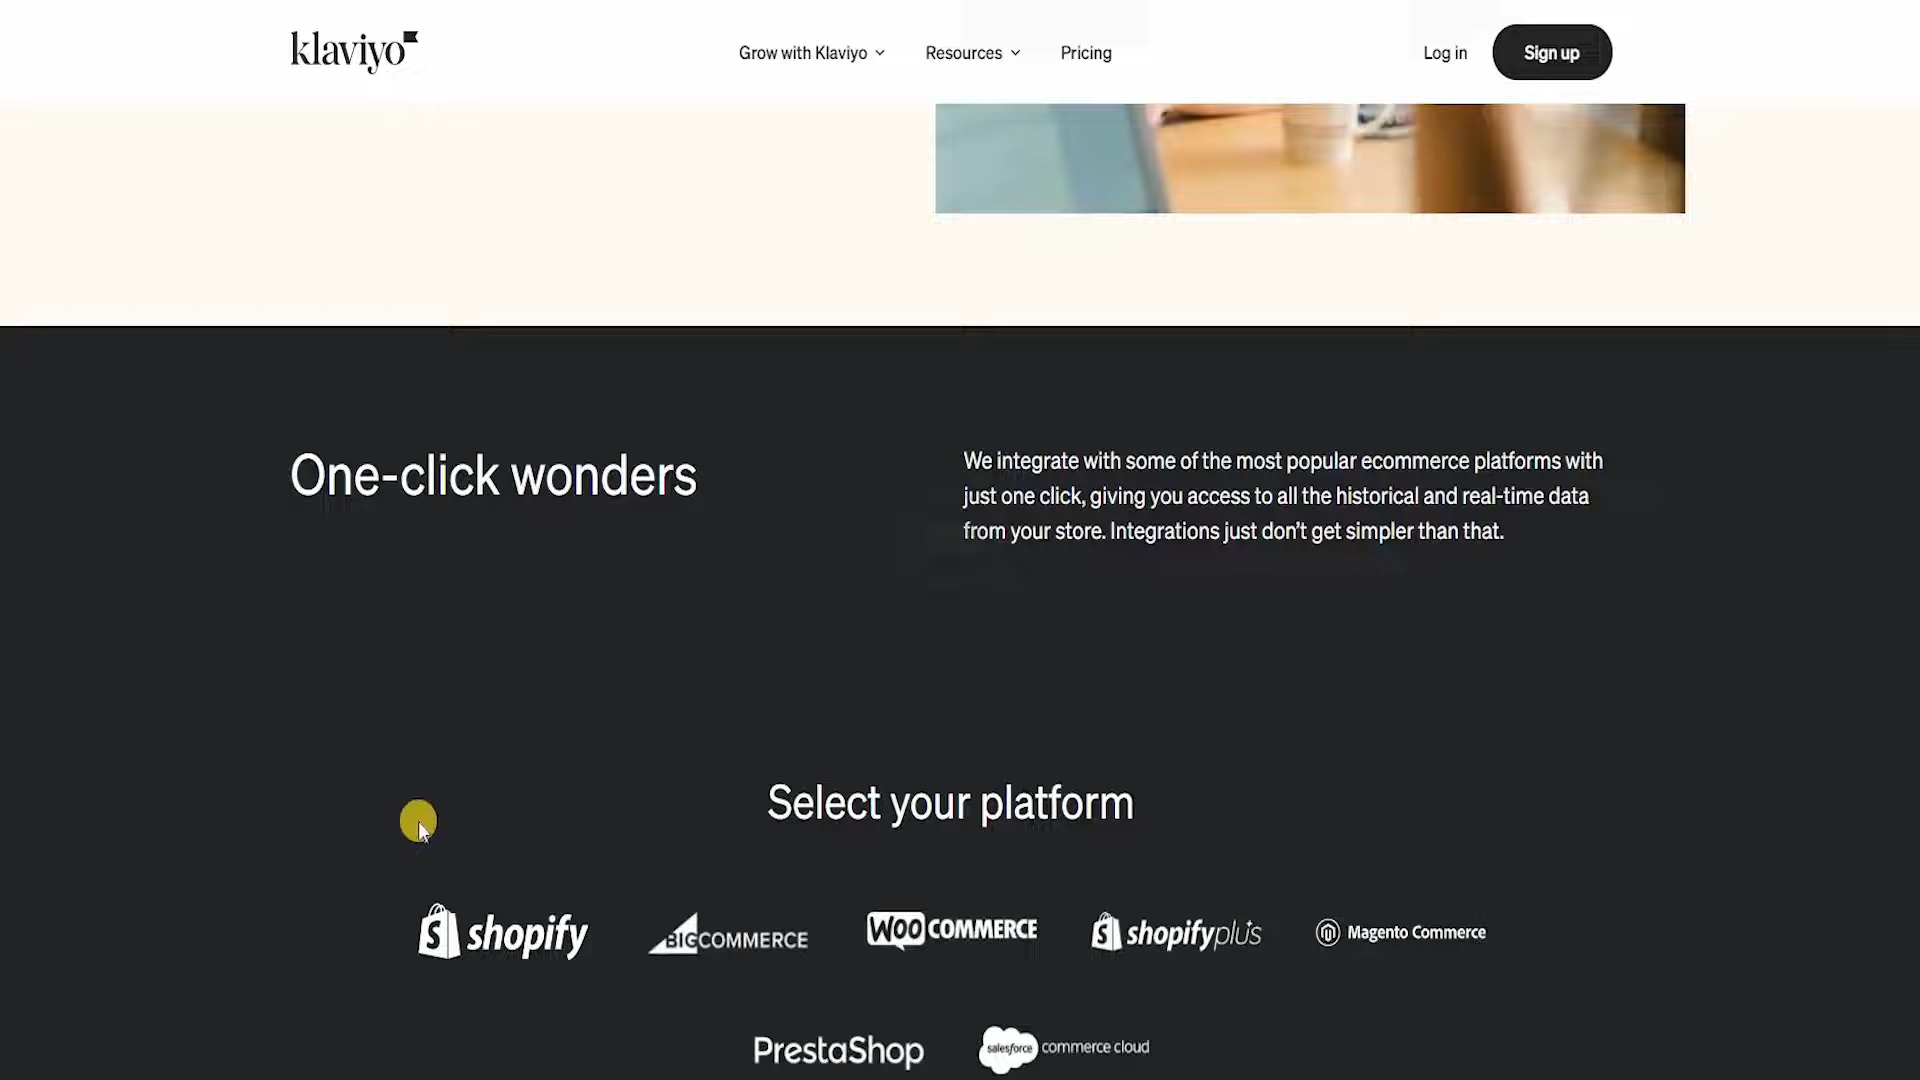 klaviyo
Grow with Klaviyo
Resources
Pricing
Log in
Sign up
One-click wonders
We integrate with some of the most popular ecommerce platforms with
just one click, giving you access to all the historical and real-time data
from your store. Integrations just don’t get simpler than that.
Select your platform
shopify
BIGCOMMERCE
WOO COMMERCE
shopifyplus
Magento Commerce
PrestaShop
salesforce commerce cloud